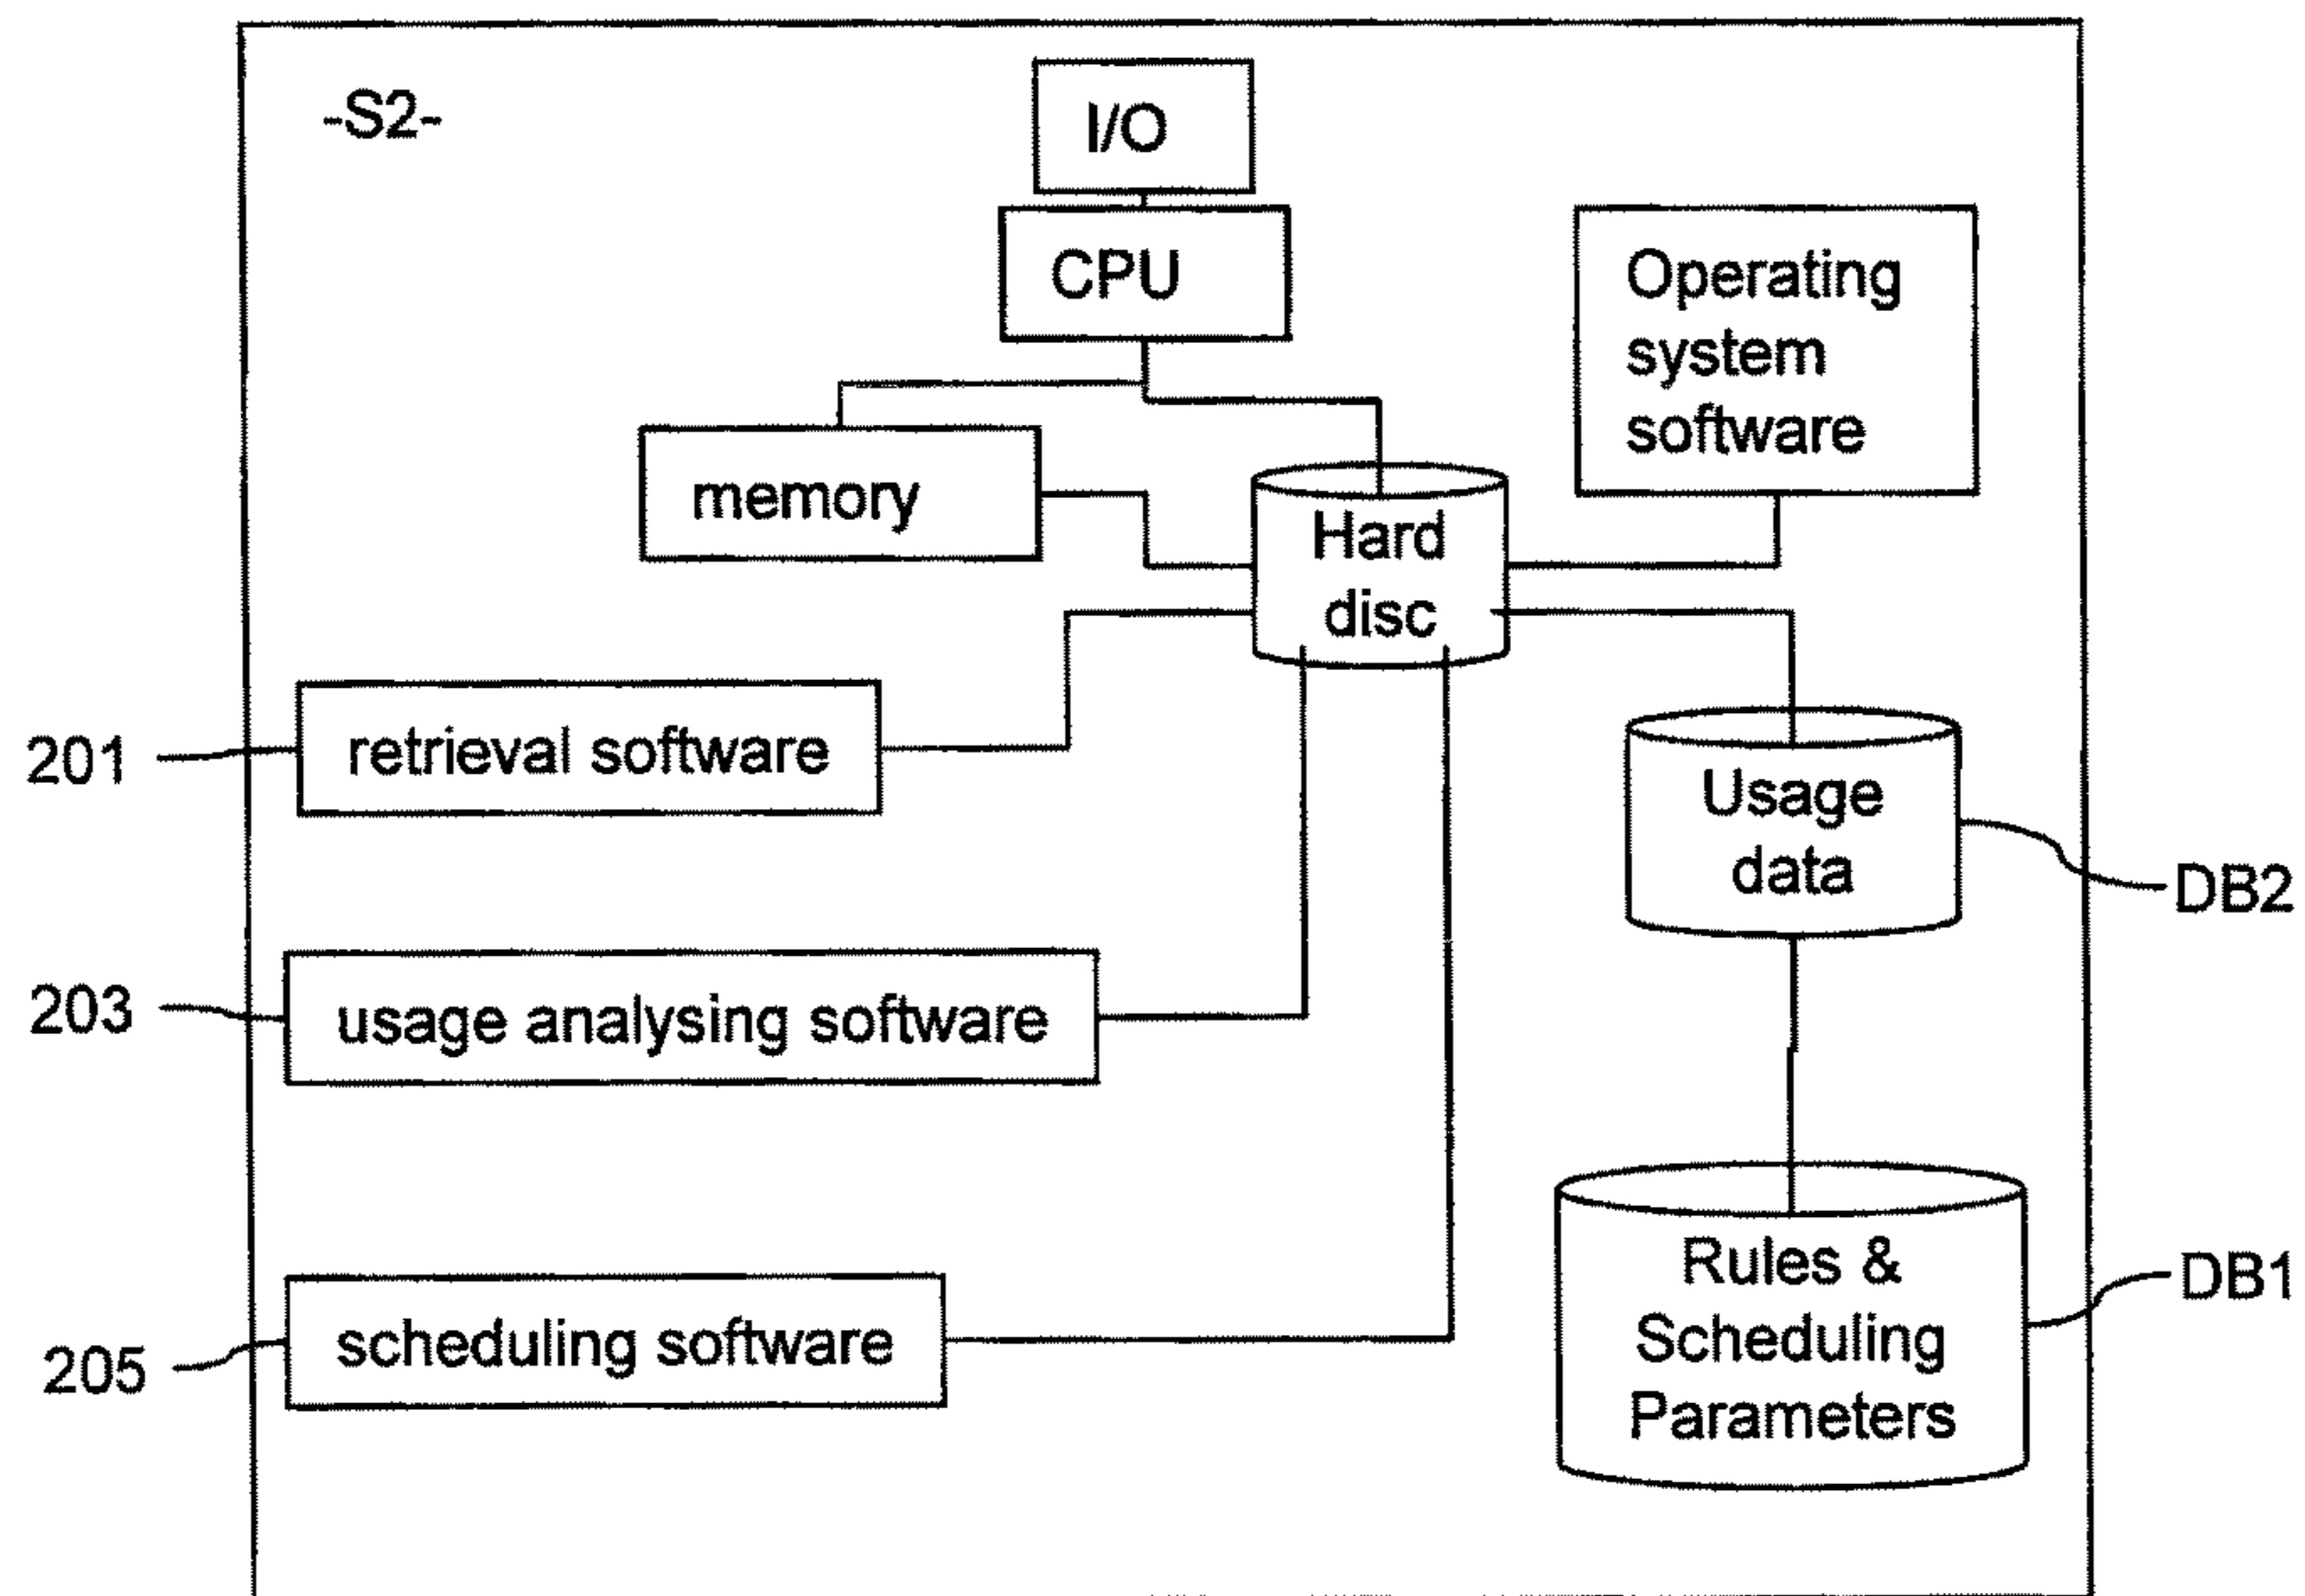 -S2-
I/O
CPU
Operating
system
software
memory
Hard
disc
201
retrieval software
Usage
data
DB2
203
usage analysing software
Rules &
Scheduling
Parameters
DB1
205
scheduling software